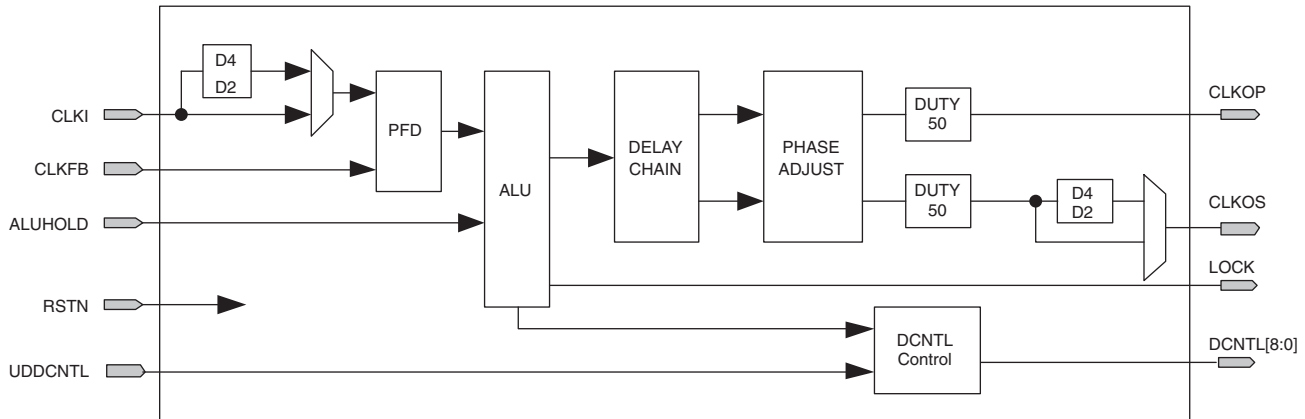 D4
D2
CLKI
CLKFB
ALUHOLD
RSTN
UDDCNTL
PFD
ALU
DELAY
CHAIN
PHASE
ADJUST
DUTY
50
DUTY
50
D4
D2
DCNTL
Control
CLKOP
CLKOS
LOCK
DCNTL[8:0]